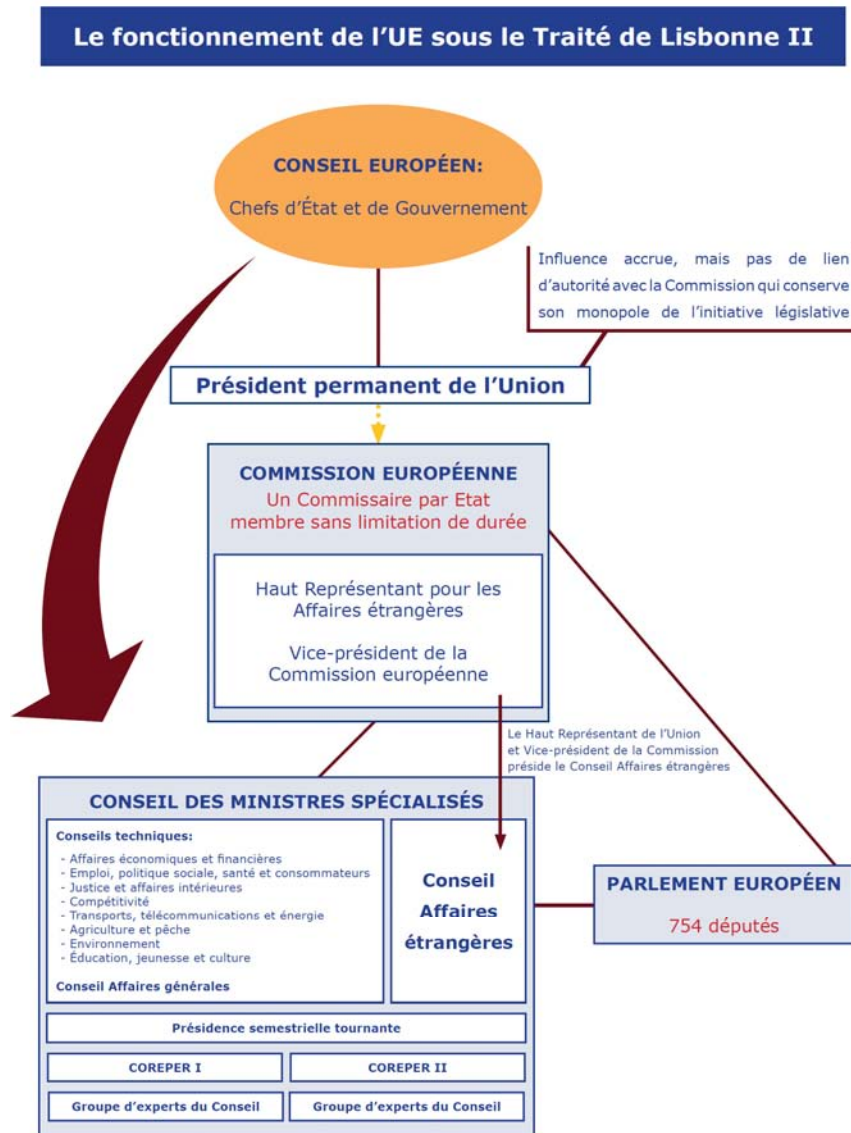 Le fonctionnement de l'UE sous le Traité de Lisbonne II
CONSEIL EUROPÉEN:
Chefs d'État et de Gouvernement
Influence accrue, mais pas de lien
d'autorité avec la Commission qui conserve
son monopole de l'initiative législative
Président permanent de l'Union
COMMISSION EUROPÉENNE
Un Commissaire par Etat
membre sans limitation de durée
Haut Représentant pour les
Affaires étrangères
Vice-président de la
Commission européenne
Le Haut Représentant de l'Union
et Vice-président de la Commission
préside le Conseil Affaires étrangères
CONSEIL DES MINISTRES SPÉCIALISÉS
Conseils techniques:
- Affaires économiques et financières
- Emploi, politique sociale, santé et consommateurs
- Justice et affaires intérieures
- Compétitivité
- Transports, télécommunications et énergie
- Agriculture et pêche
- Environnement
- Éducation, jeunesse et culture
Conseil Affaires générales
Conseil
Affaires
étrangères
PARLEMENT EUROPÉEN
754 députés
Présidence semestrielle tournante
COREPER I
COREPER II
Groupe d'experts du Conseil
Groupe d'experts du Conseil